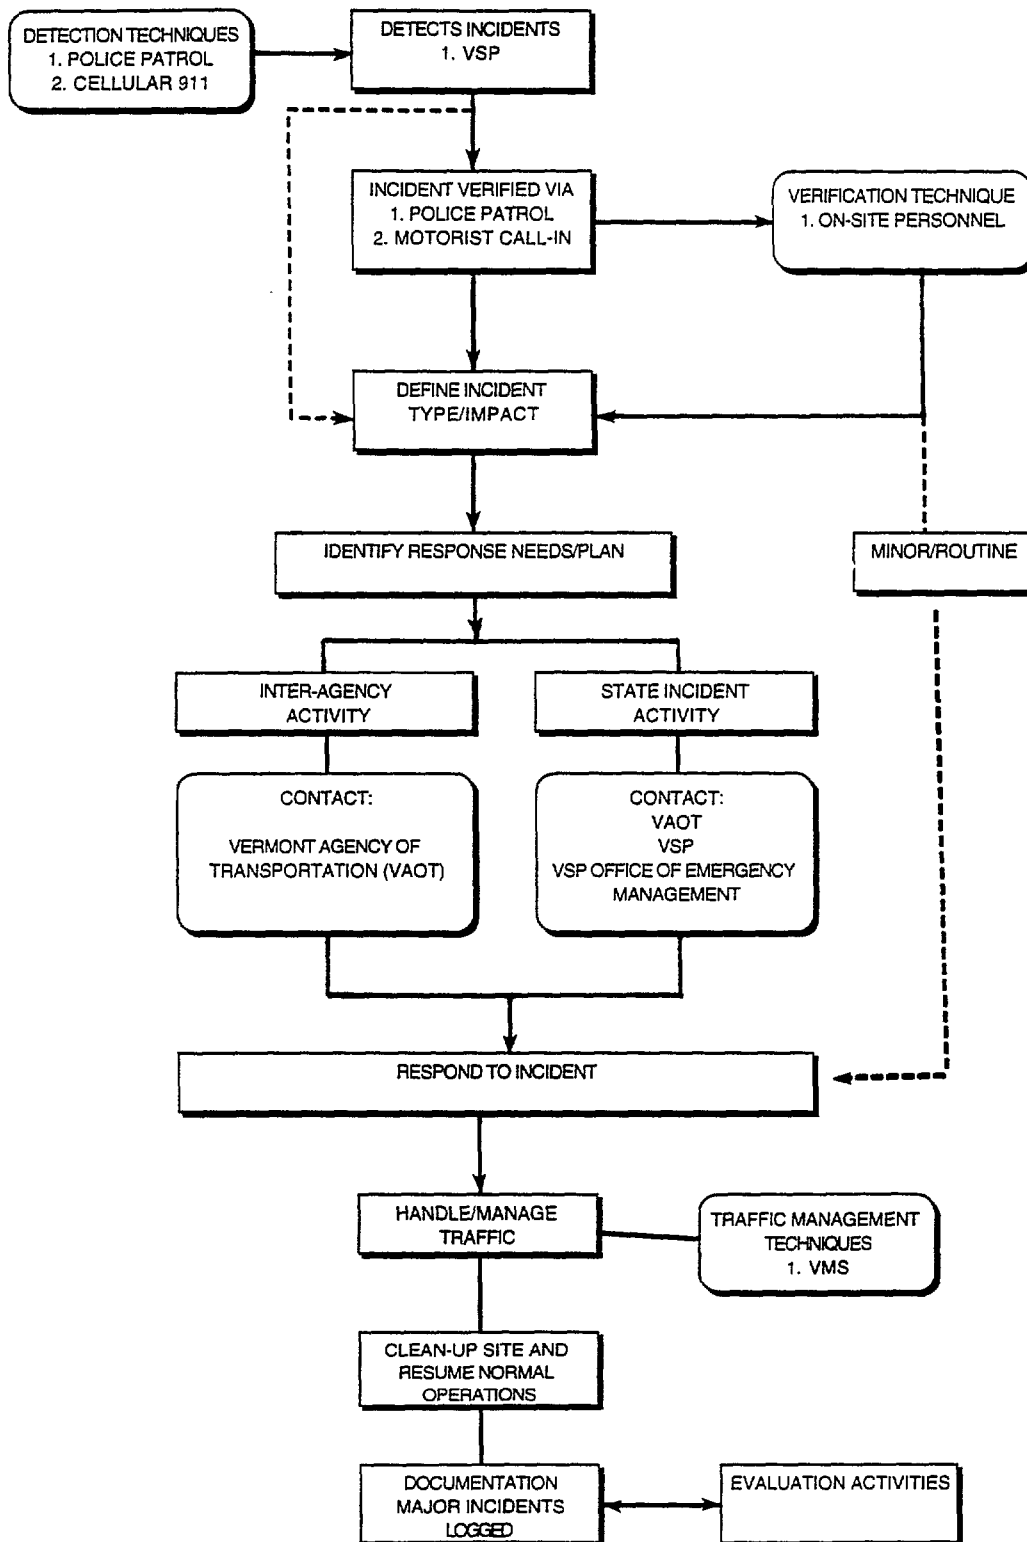 DETECTION TECHNIQUES
1. POLICE PATROL
2. CELLULAR 911
DETECTS INCIDENTS
1. VSP
INCIDENT VERIFIED VIA
1. POLICE PATROL
2. MOTORIST CALL-IN
VERIFICATION TECHNIQUE
1. ON-SITE PERSONNEL
DEFINE INCIDENT
TYPE/IMPACT
IDENTIFY RESPONSE NEEDS/PLAN
MINOR/ROUTINE
INTER-AGENCY
ACTIVITY
STATE INCIDENT
ACTIVITY
CONTACT:
VERMONT AGENCY OF
TRANSPORTATION (VAOT)
CONTACT:
VAOT
VSP
VSP OFFICE OF EMERGENCY
MANAGEMENT
RESPOND TO INCIDENT
HANDLE/MANAGE
TRAFFIC
TRAFFIC MANAGEMENT
TECHNIQUES
1. VMS
CLEAN-UP SITE AND
RESUME NORMAL
OPERATIONS
DOCUMENTATION
MAJOR INCIDENTS
LOGGED
EVALUATION ACTIVITIES